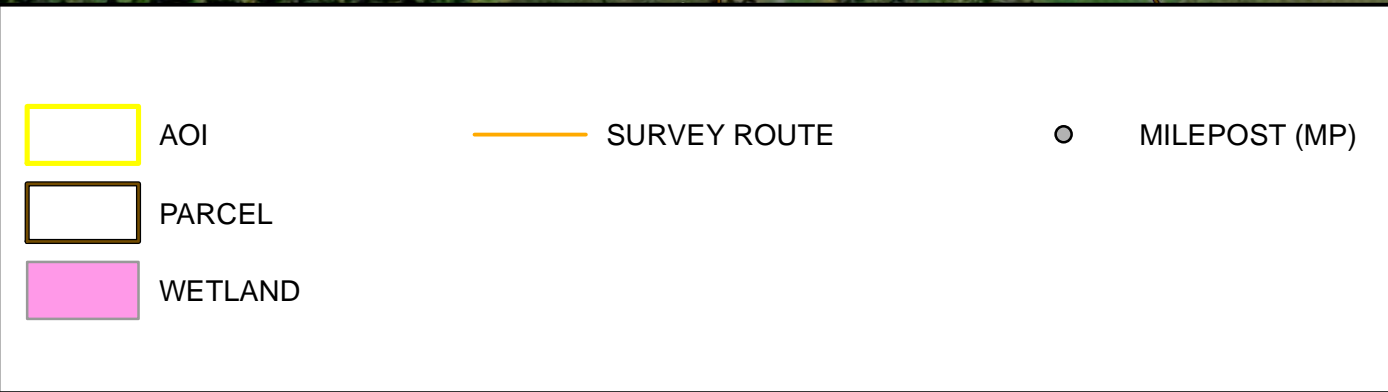 AOI
SURVEY ROUTE
MILEPOST (MP)
PARCEL
WETLAND